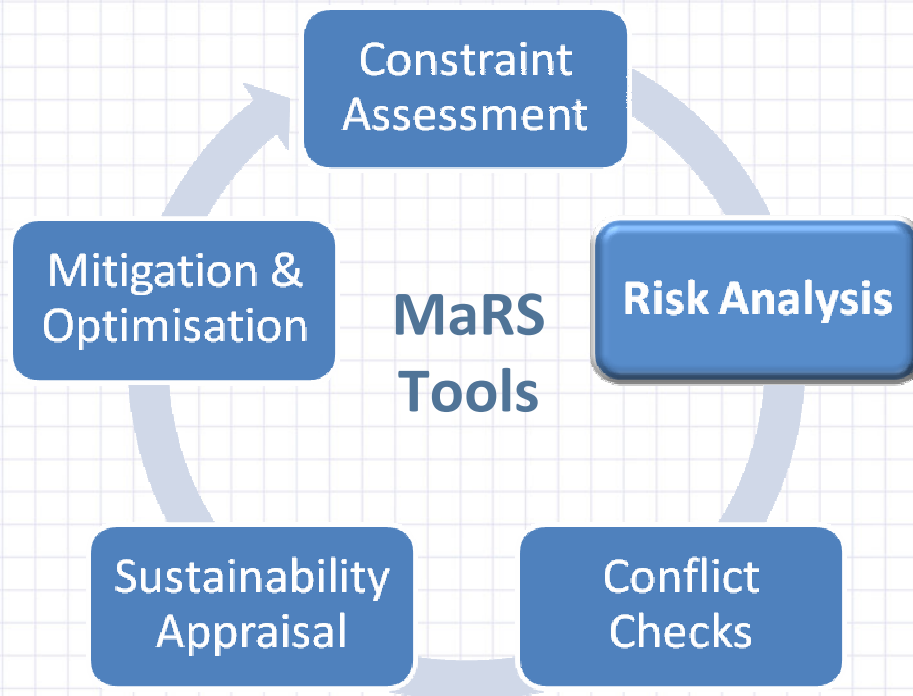 Constraint
Assessment
Risk Analysis
Conflict
Checks
Sustainability
Appraisal
Mitigation &
Optimisation
MaRS
Tools